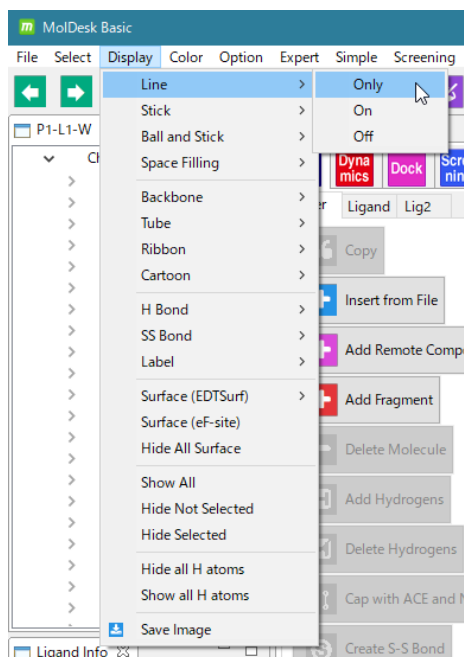 m MolDesk Basic
File Select Display Color Option Expert Simple Screening
P1-L1-W
Line
Stick
Ball and Stick
Space Filling
Backbone
Tube
Ribbon
Cartoon
H Bond
SS Bond
Label
Surface (EDTSurf)
Surface (eF-site)
Hide All Surface
Show All
Hide Not Selected
Hide Selected
Hide all H atoms
Show all H atoms
Save Image
Only
On
Off
Dyna
mics
Dock
Ligand Lig2
Copy
Insert from File
Add Remote Comp
Add Fragment
Delete Molecule
Add Hydrogens
Delete Hydrogens
Cap with ACE and N
Create S-S Bond
Ligand Info